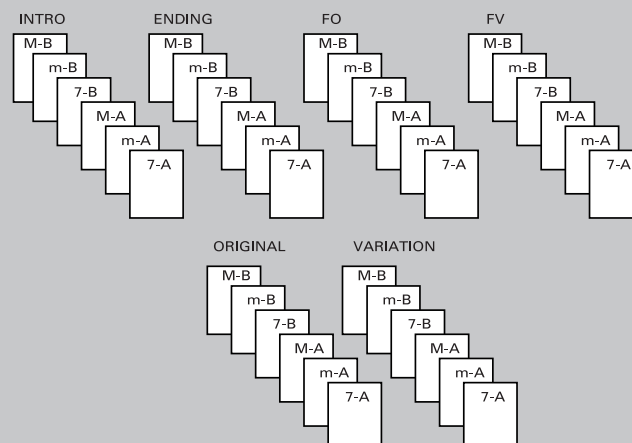 INTRO ENDING FO FV
M-B M-B M-B M-B
m-B m-B m-B m-B
7-B 7-B 7-B 7-B
M-A M-A M-A M-A
m-A m-A m-A m-A
7-A 7-A 7-A 7-A
ORIGINAL VARIATION
M-B M-B
m-B m-B
7-B 7-B
M-A M-A
m-A m-A
7-A 7-A